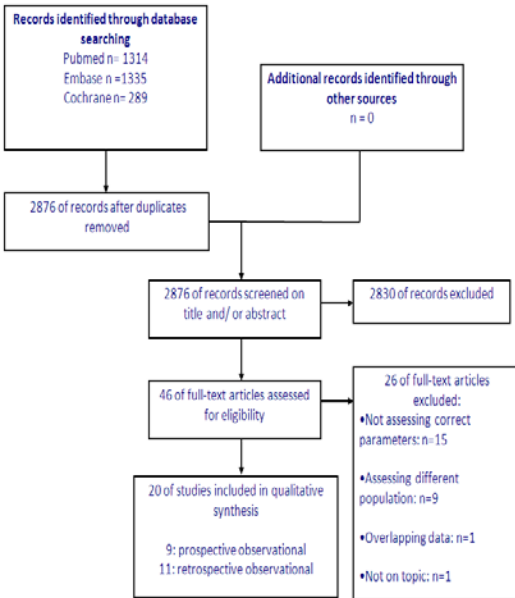 Records identified through database
searching
Pubmed n= 1314
Embase n =1335
Cochrane n= 289
Additional records identified through
other sources
n = 0
2876 of records after duplicates
removed
2876 of records screened on
title and/ or abstract
2830 of records excluded
46 of full-text articles assessed
for eligibility
26 of full-text articles
excluded:
•Not assessing correct
parameters: n=15
•Assessing different
population: n=9
•Overlapping data: n=1
•Not on topic: n=1
20 of studies included in qualitative
synthesis
9: prospective observational
11: retrospective observational